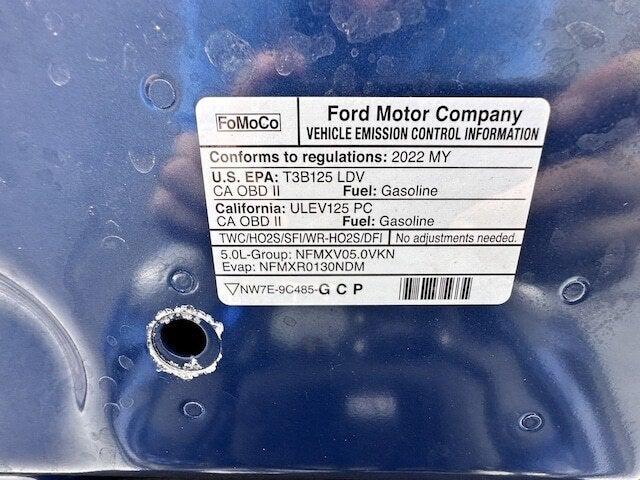 FoMoCo
Ford Motor Company
VEHICLE EMISSION CONTROL INFORMATION
Conforms to regulations: 2022 MY
U.S. EPA: T3B125 LDV
CA OBD II Fuel: Gasoline
California: ULEV125 PC
CA OBD II Fuel: Gasoline
TWC/HO2S/SFI/WR-HO2S/DFI No adjustments needed.
5.0L-Group: NFMXV05.0VKN
Evap: NFMXR0130NDM
NW7E-9C485-G C P